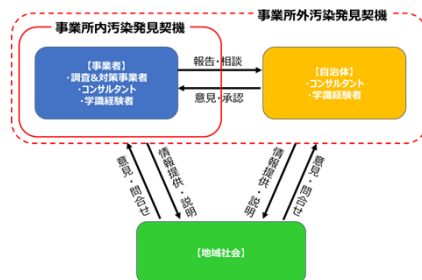 事業所外汚染発見契機
事業所内汚染発見契機
【事業者】
・調査&対策事業者
・コンサルタント
・学識経験者
報告・相談
意見・承認
【自治体】
・コンサルタント
・学識経験者
意見・問合せ
情報提供・説明
情報提供・説明
意見・問合せ
【地域社会】